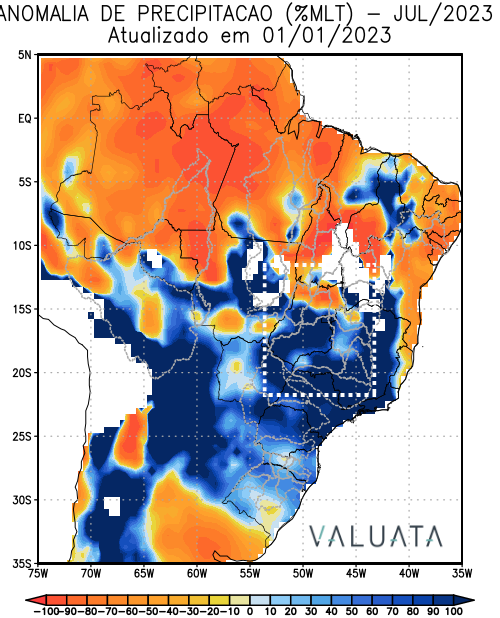 ANOMALIA DE PRECIPITACAO (%MLT) – JUL/2023
Atualizado em 01/01/2023
5N
EQ
5S
10S
15S
20S
25S
30S
35S
VALUATA
75W 70W 65W 60W 55W 50W 45W 40W 35W
−100 −90 −80 −70 −60 −50 −40 −30 −20 −10 0 10 20 30 40 50 60 70 80 90 100